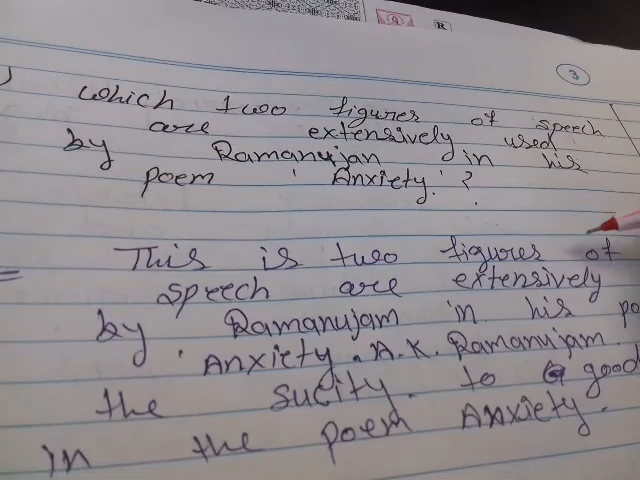 3
which two figures of speech
are extensively used
by Ramanujan in his
poem 'Anxiety'?
This is two figures of
speech are extensively
by Ramanujam in his po
'Anxiety. A.K. Ramanujam.
the sucity. to a good
in the poem Anxiety.